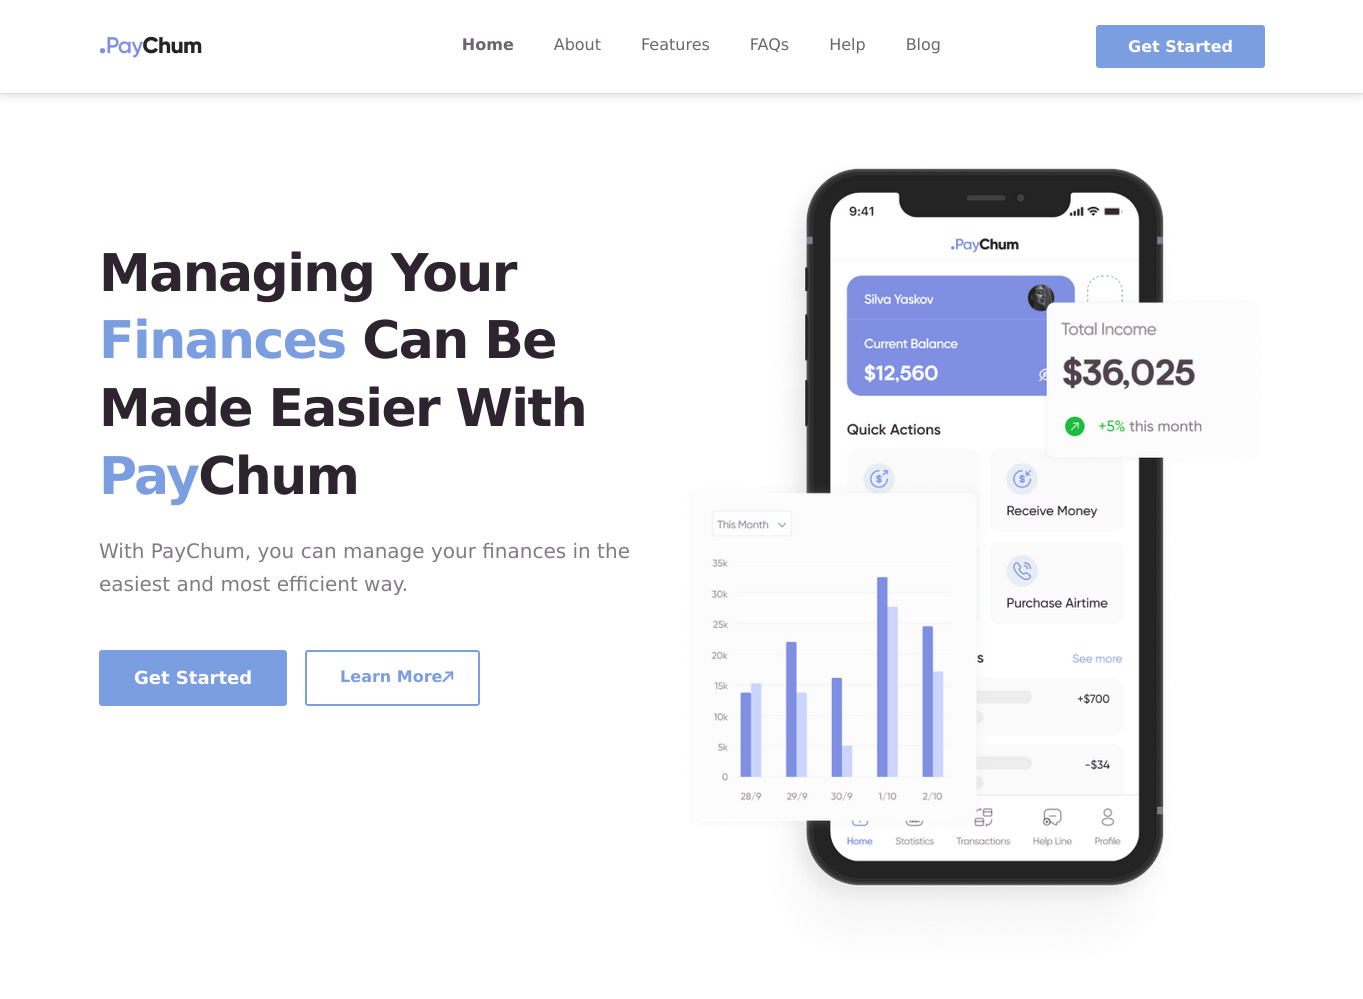 .PayChum
Home About Features FAQs Help Blog
Get Started
Managing Your
Finances Can Be
Made Easier With
PayChum
With PayChum, you can manage your finances in the
easiest and most efficient way.
Get Started
Learn More
9:41
.PayChum
Silva Yaskov
Current Balance
$12,560
Total Income
$36,025
+5% this month
Quick Actions
Receive Money
Purchase Airtime
s
See more
+$700
-$34
This Month
35k
30k
25k
20k
15k
10k
5k
0
28/9 29/9 30/9 1/10 2/10
Home Statistics Transactions Help Line Profile